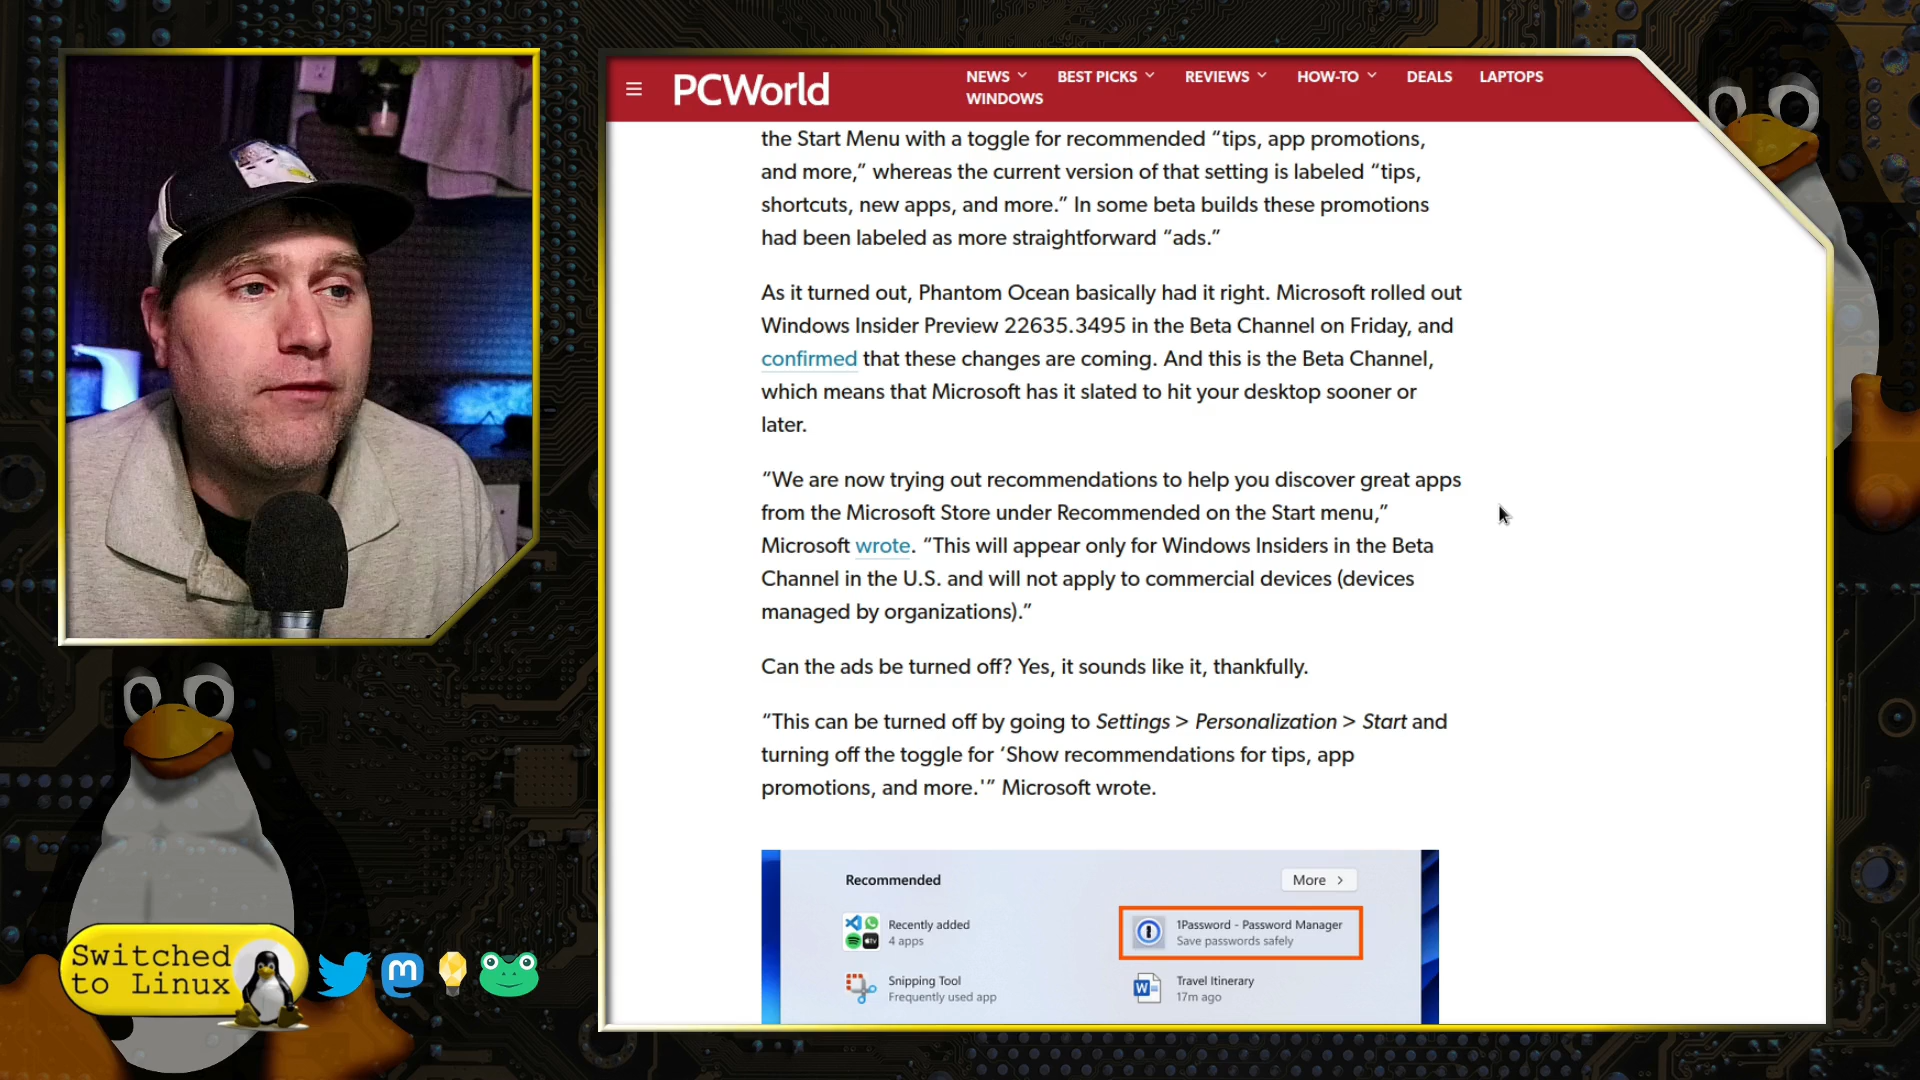 PCWorld
NEWS
BEST PICKS
REVIEWS
HOW-TO
DEALS
LAPTOPS
WINDOWS
the Start Menu with a toggle for recommended “tips, app promotions,
and more,” whereas the current version of that setting is labeled “tips,
shortcuts, new apps, and more.” In some beta builds these promotions
had been labeled as more straightforward “ads.”
As it turned out, Phantom Ocean basically had it right. Microsoft rolled out
Windows Insider Preview 22635.3495 in the Beta Channel on Friday, and
confirmed that these changes are coming. And this is the Beta Channel,
which means that Microsoft has it slated to hit your desktop sooner or
later.
“We are now trying out recommendations to help you discover great apps
from the Microsoft Store under Recommended on the Start menu,”
Microsoft wrote. “This will appear only for Windows Insiders in the Beta
Channel in the U.S. and will not apply to commercial devices (devices
managed by organizations).”
Can the ads be turned off? Yes, it sounds like it, thankfully.
“This can be turned off by going to Settings > Personalization > Start and
turning off the toggle for ‘Show recommendations for tips, app
promotions, and more.'” Microsoft wrote.
Recommended
More >
Recently added
4 apps
1Password - Password Manager
Save passwords safely
Snipping Tool
Frequently used app
Travel Itinerary
17m ago
Switched
to Linux